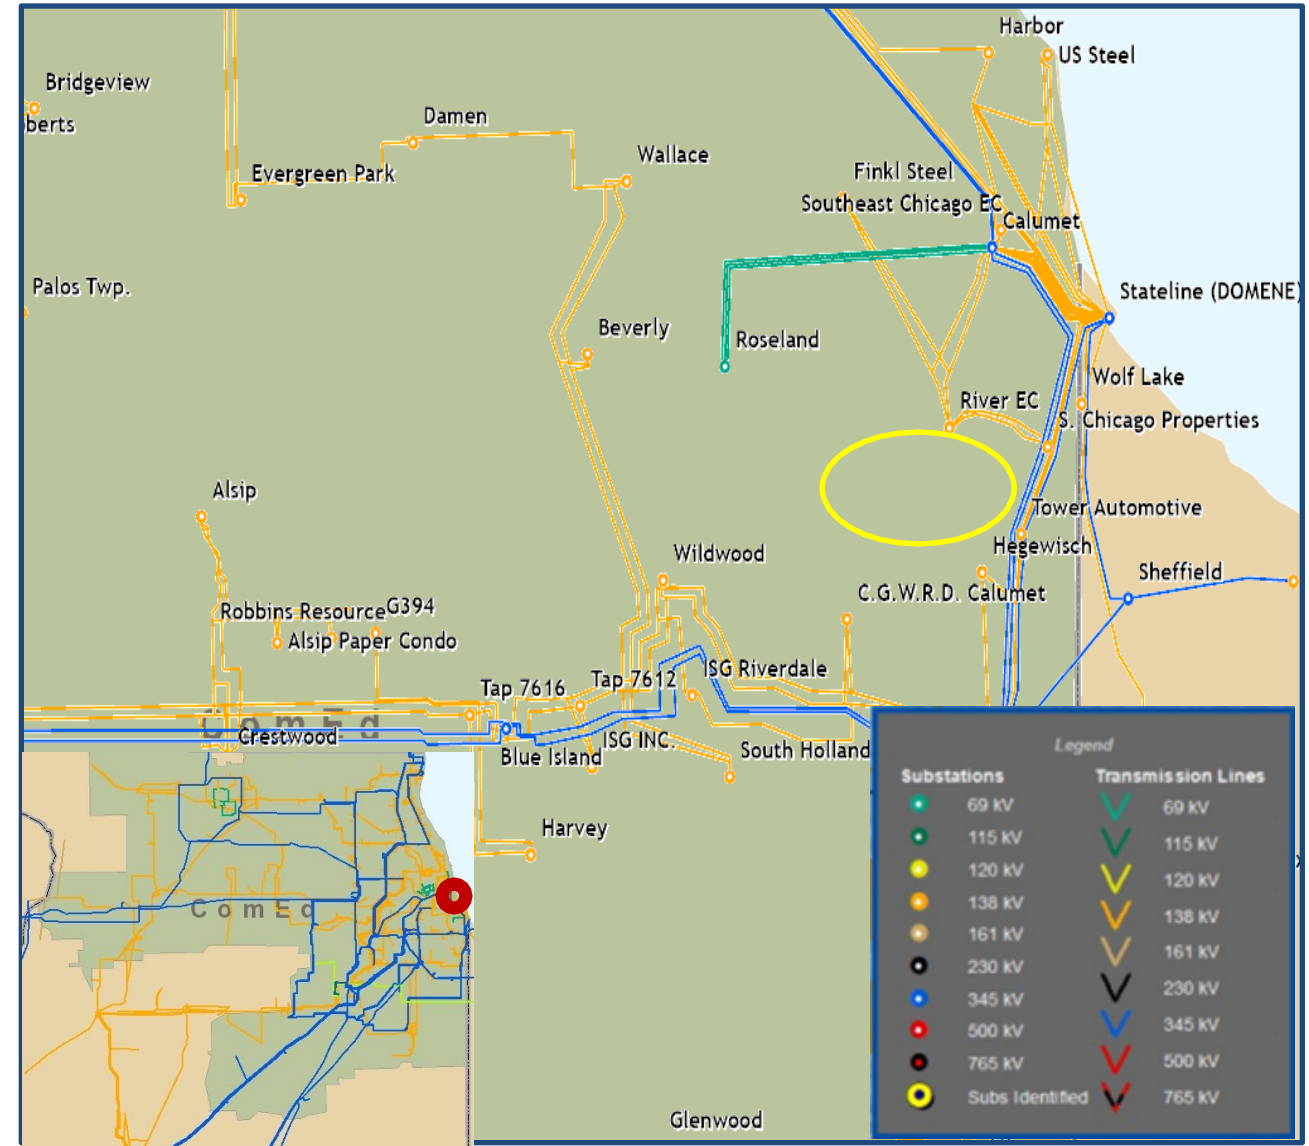 Harbor
US Steel
Bridgeview
berts
Damen
Wallace
Evergreen Park
Finkl Steel
Southeast Chicago EC
Calumet
Palos Twp.
Stateline (DOMENE)
Beverly
Roseland
Wolf Lake
River EC
S. Chicago Properties
Alsip
Tower Automotive
Wildwood
Hegewisch
Sheffield
C.G.W.R.D. Calumet
Robbins Resource
G394
Alsip Paper Condo
ISG Riverdale
Tap 7616
Tap 7612
ComEd
Crestwood
ISG INC.
South Holland
Blue Island
Harvey
ComEd
Glenwood
Legend
Substations Transmission Lines
69 kV 69 kV
115 kV 115 kV
120 kV 120 kV
138 kV 138 kV
161 kV 161 kV
230 kV 230 kV
345 kV 345 kV
500 kV 500 kV
765 kV 765 kV
Subs Identified